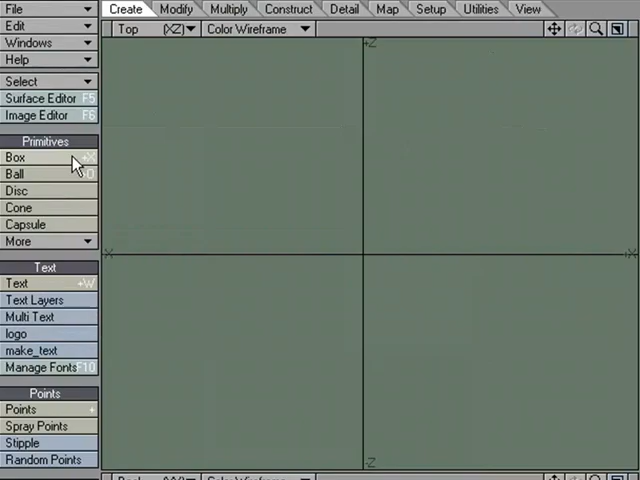 File
Edit
Windows
Help
Select
Surface Editor F5
Image Editor F6
Primitives
Box +X
Ball
Disc
Cone
Capsule
More
Text
Text +W
Text Layers
Multi Text
logo
make_text
Manage Fonts F10
Points
Points +
Spray Points
Stipple
Random Points
Create Modify Multiply Construct Detail Map Setup Utilities View
Top (XZ) Color Wireframe
+Z
-X +X
-Z